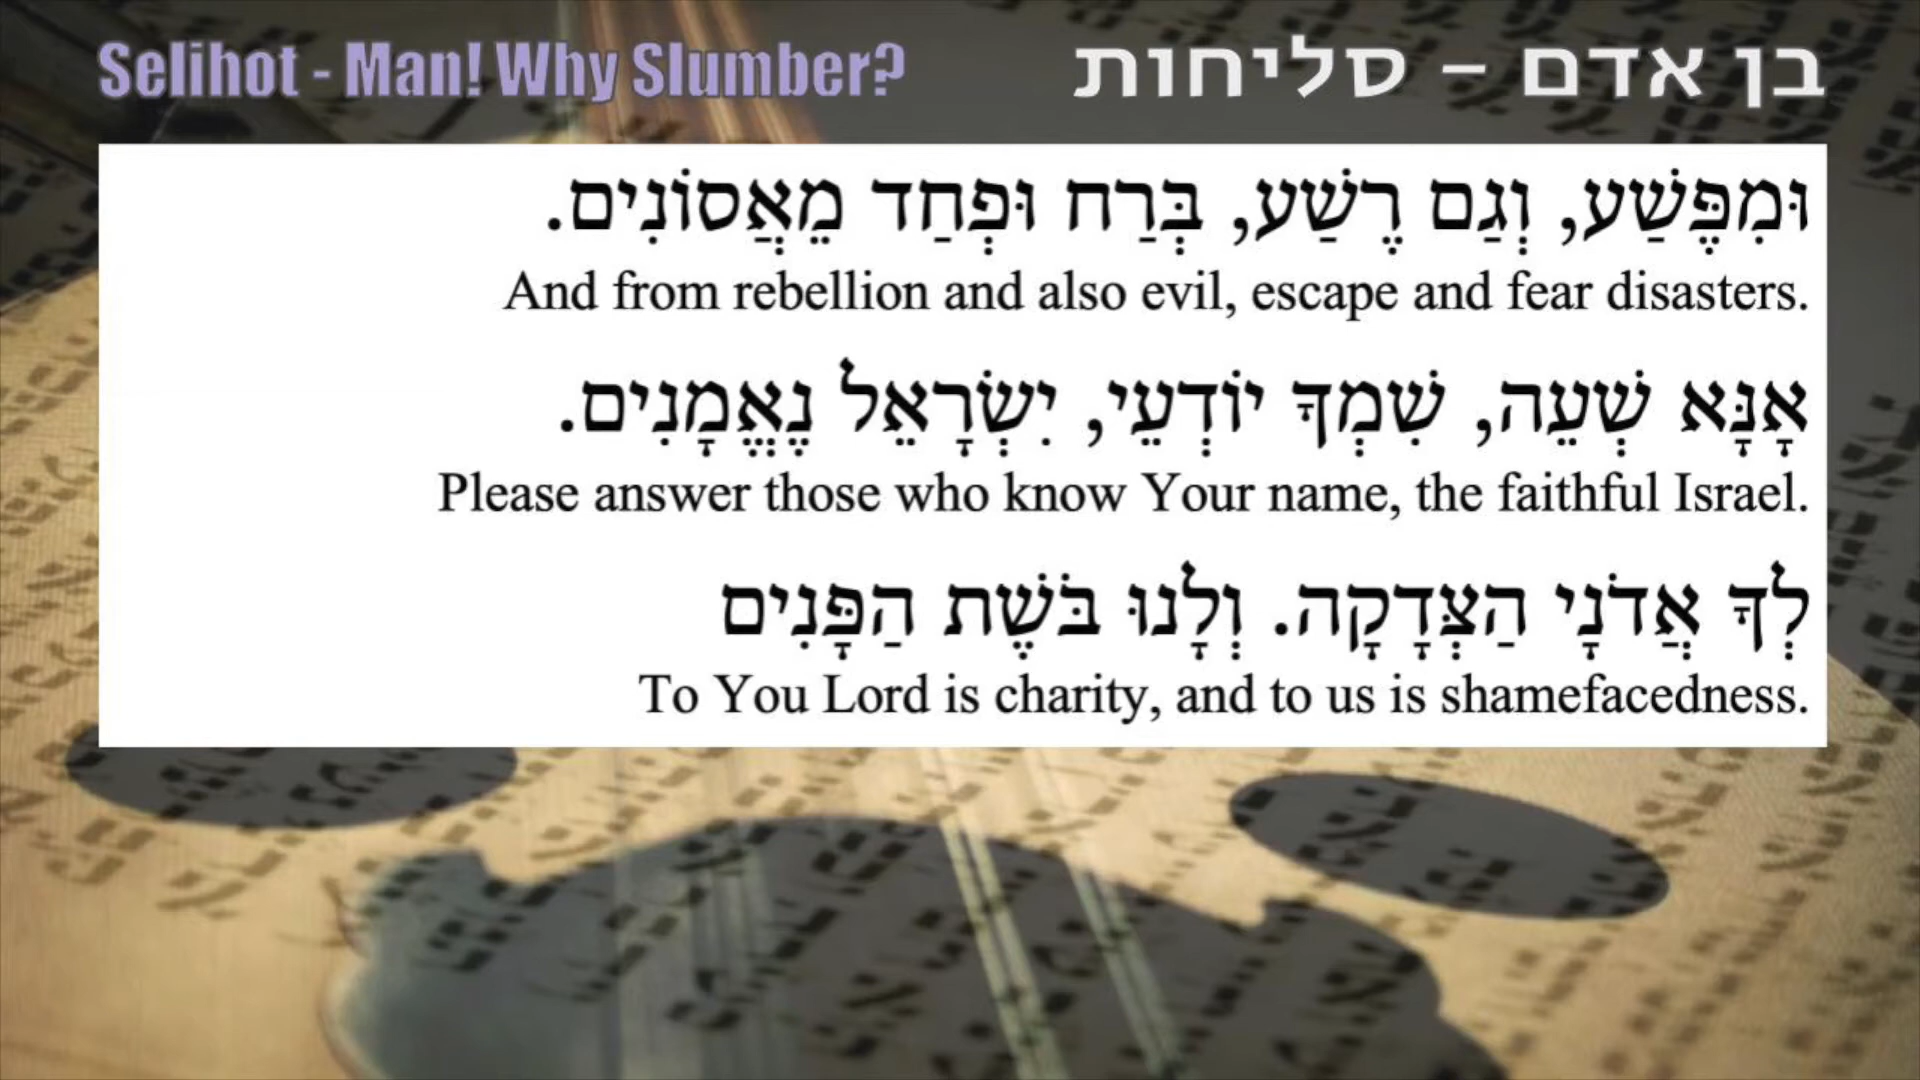 Selihot - Man! Why Slumber?
בן אדם – סליחות
וּמִפֶּשַׁע, וְגַם רֶשַׁע, בְּרַח וּפְחַד מֵאֲסוֹנִים.
And from rebellion and also evil, escape and fear disasters.
אָנָּא שְׁעֵה, שִׁמְךָ יוֹדְעֵי, יִשְׂרָאֵל נֶאֱמָנִים.
Please answer those who know Your name, the faithful Israel.
לְךָ אֲדֹנָי הַצְּדָקָה. וְלָנוּ בֹּשֶׁת הַפָּנִים
To You Lord is charity, and to us is shamefacedness.